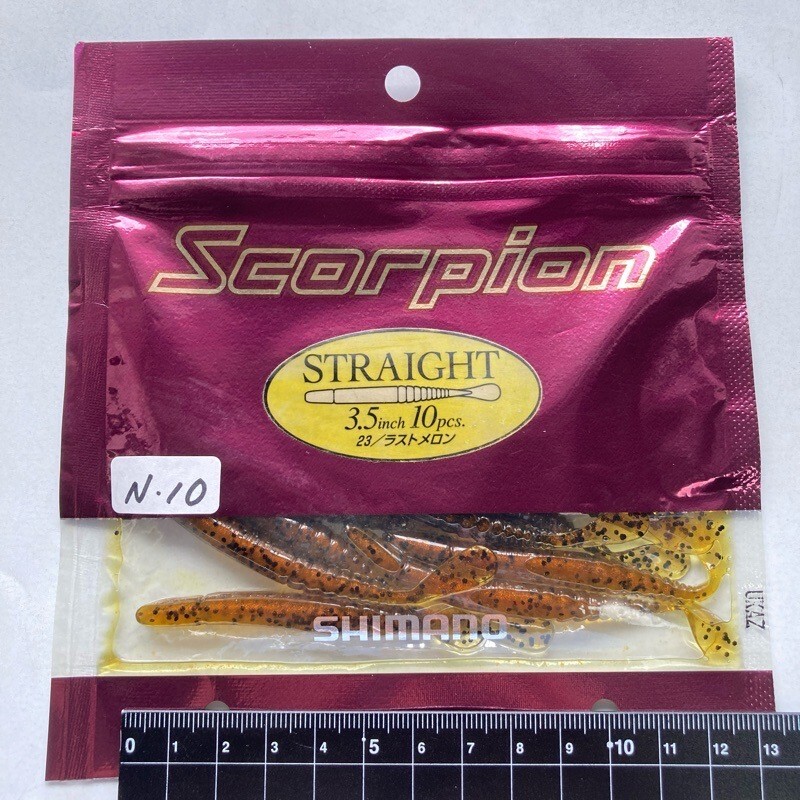 Scorpion
STRAIGHT
3.5inch 10pcs.
23/ラストメロン
N.10
SHIMANO
UKAZ
0 1 2 3 4 5 6 7 8 9 10 11 12 13